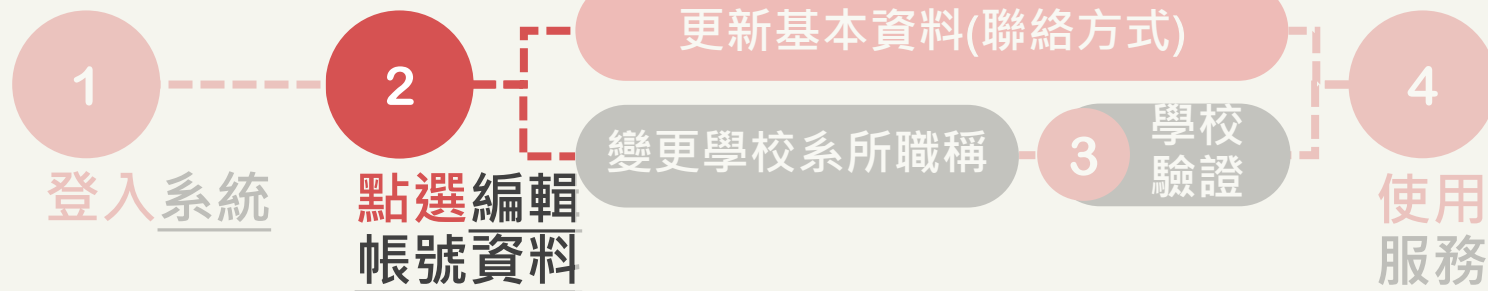 1
登入系統
2
點選編輯
帳號資料
更新基本資料(聯絡方式)
變更學校系所職稱
3
學校
驗證
4
使用
服務